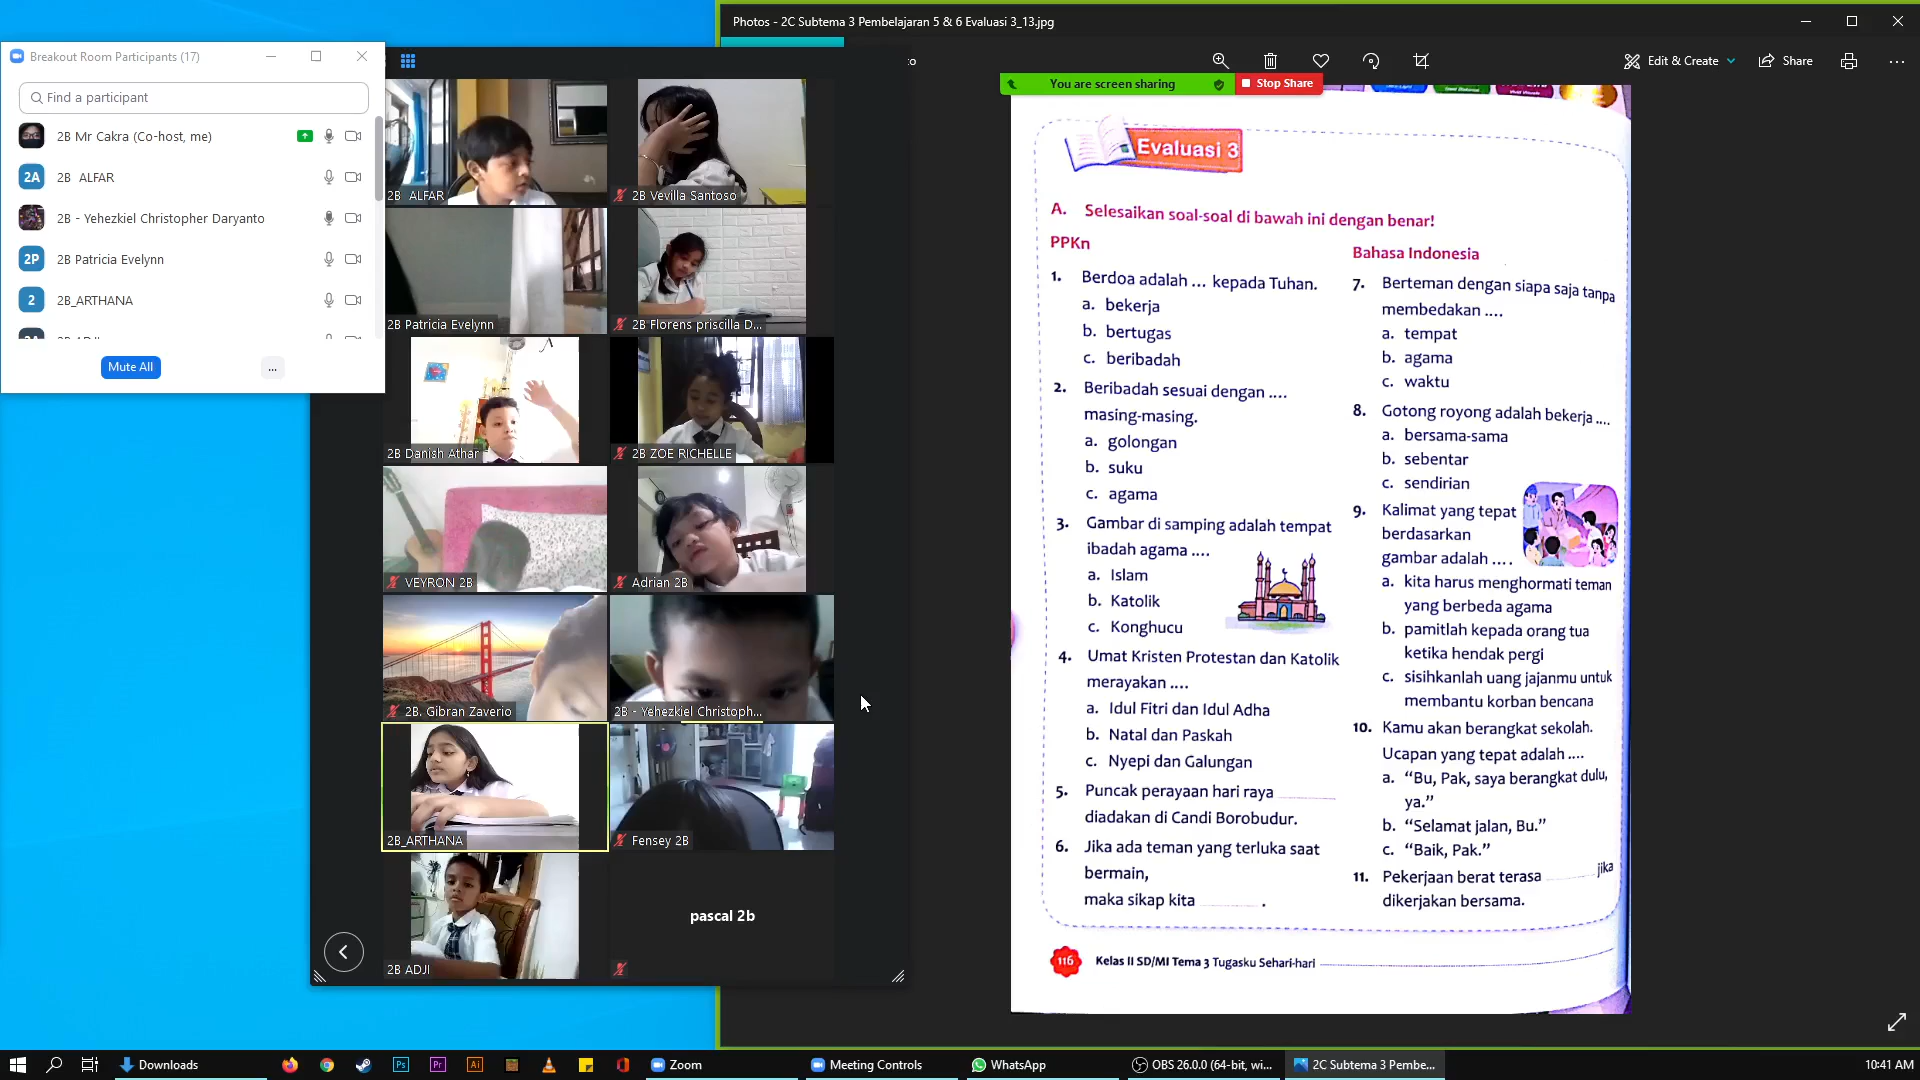 Photos - 2C Subtema 3 Pembelajaran 5 & 6 Evaluasi 3_13.jpg
Edit & Create
Share
You are screen sharing
Stop Share
Breakout Room Participants (17)
Find a participant
2B Mr Cakra (Co-host, me)
2A
2B ALFAR
2B - Yehezkiel Christopher Daryanto
2P
2B Patricia Evelynn
2
2B_ARTHANA
Mute All
...
2B ALFAR
2B Vevilla Santoso
2B Patricia Evelynn
2B Florens priscilla D...
2B Danish Athar
2B ZOE RICHELLE
VEYRON 2B
Adrian 2B
2B. Gibran Zaverio
2B - Yehezkiel Christoph...
2B_ARTHANA
Fensey 2B
2B ADJI
pascal 2b
Evaluasi 3
A. Selesaikan soal-soal di bawah ini dengan benar!
PPKn
1. Berdoa adalah ... kepada Tuhan.
a. bekerja
b. bertugas
c. beribadah
2. Beribadah sesuai dengan ....
masing-masing.
a. golongan
b. suku
c. agama
3. Gambar di samping adalah tempat
ibadah agama ....
a. Islam
b. Katolik
c. Konghucu
4. Umat Kristen Protestan dan Katolik
merayakan ....
a. Idul Fitri dan Idul Adha
b. Natal dan Paskah
c. Nyepi dan Galungan
5. Puncak perayaan hari raya ______
diadakan di Candi Borobudur.
6. Jika ada teman yang terluka saat
bermain,
maka sikap kita ______ .
Bahasa Indonesia
7. Berteman dengan siapa saja tanpa
membedakan ....
a. tempat
b. agama
c. waktu
8. Gotong royong adalah bekerja ....
a. bersama-sama
b. sebentar
c. sendirian
9. Kalimat yang tepat
berdasarkan
gambar adalah ....
a. kita harus menghormati teman
yang berbeda agama
b. pamitlah kepada orang tua
ketika hendak pergi
c. sisihkanlah uang jajanmu untuk
membantu korban bencana
10. Kamu akan berangkat sekolah.
Ucapan yang tepat adalah ....
a. “Bu, Pak, saya berangkat dulu,
ya.”
b. “Selamat jalan, Bu.”
c. “Baik, Pak.”
11. Pekerjaan berat terasa ______ jika
dikerjakan bersama.
116 Kelas II SD/MI Tema 3 Tugasku Sehari-hari
Downloads
Ps
Pr
Ai
Zoom
Meeting Controls
WhatsApp
OBS 26.0.0 (64-bit, wi...
2C Subtema 3 Pembe...
10:41 AM